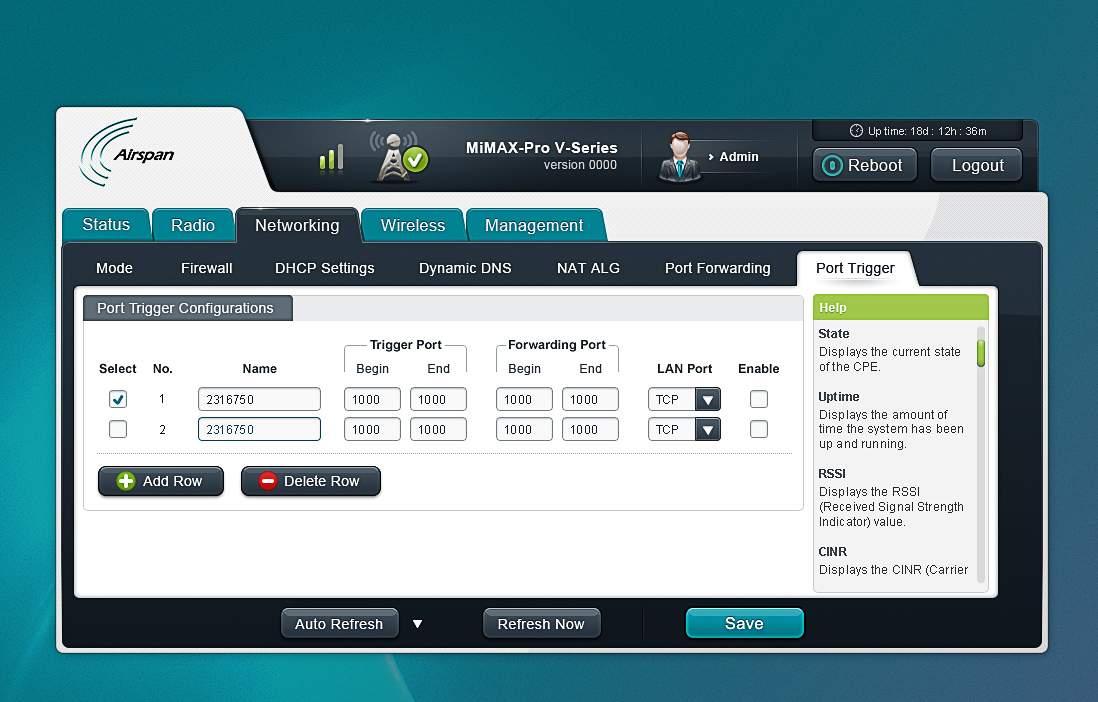 Airspan
MiMAX-Pro V-Series
version 0000
Admin
Up time: 18d : 12h : 36m
Reboot
Logout
Status Radio Networking Wireless Management
Mode Firewall DHCP Settings Dynamic DNS NAT ALG Port Forwarding Port Trigger
Port Trigger Configurations
Trigger Port Forwarding Port
Select No. Name Begin End Begin End LAN Port Enable
1 2316750 1000 1000 1000 1000 TCP
2 2316750 1000 1000 1000 1000 TCP
Add Row Delete Row
Help
State
Displays the current state
of the CPE.
Uptime
Displays the amount of
time the system has been
up and running.
RSSI
Displays the RSSI
(Received Signal Strength
Indicator) value.
CINR
Displays the CINR (Carrier
Auto Refresh Refresh Now Save